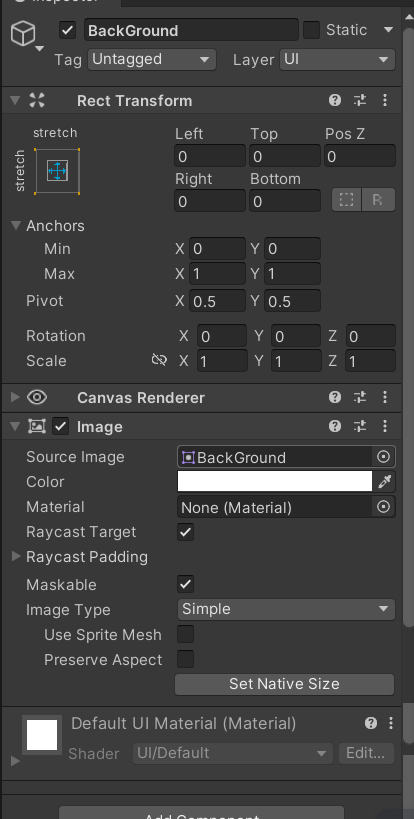 Inspector
BackGround Static
Tag Untagged Layer UI
Rect Transform
stretch
stretch
Left Top Pos Z
0 0 0
Right Bottom
0 0 R
Anchors
Min X 0 Y 0
Max X 1 Y 1
Pivot X 0.5 Y 0.5
Rotation X 0 Y 0 Z 0
Scale X 1 Y 1 Z 1
Canvas Renderer
Image
Source Image BackGround
Color
Material None (Material)
Raycast Target
Raycast Padding
Maskable
Image Type Simple
Use Sprite Mesh
Preserve Aspect
Set Native Size
Default UI Material (Material)
Shader UI/Default Edit...
Add Component